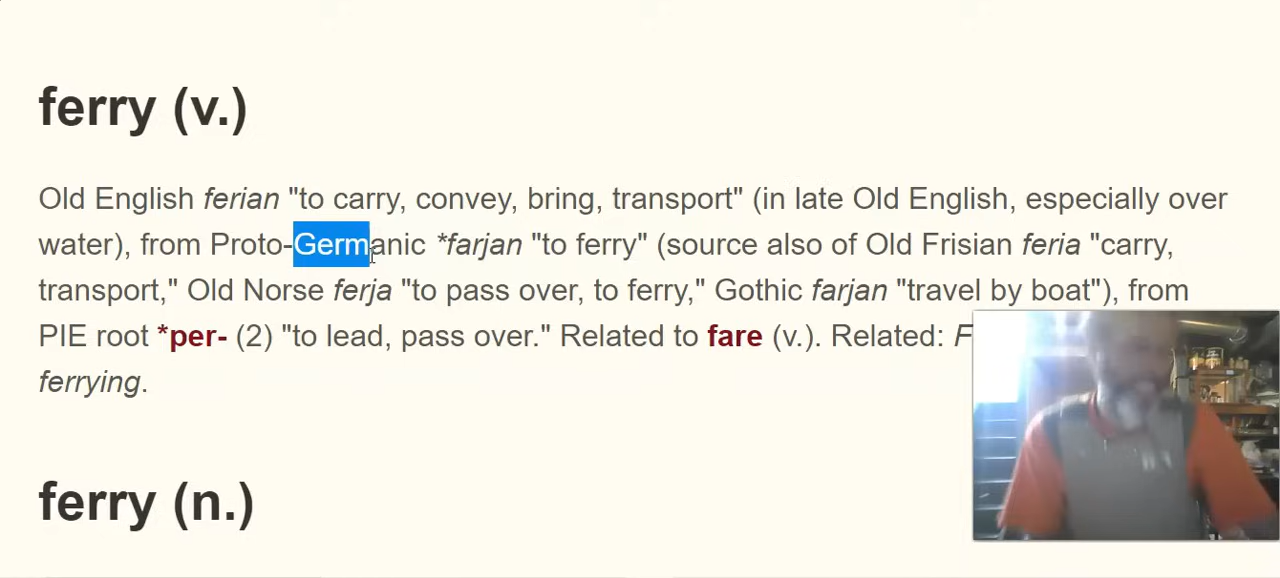 ferry (v.)
Old English ferian "to carry, convey, bring, transport" (in late Old English, especially over
water), from Proto-Germanic *farjan "to ferry" (source also of Old Frisian feria "carry,
transport," Old Norse ferja "to pass over, to ferry," Gothic farjan "travel by boat"), from
PIE root *per- (2) "to lead, pass over." Related to fare (v.). Related: F
ferrying.
ferry (n.)